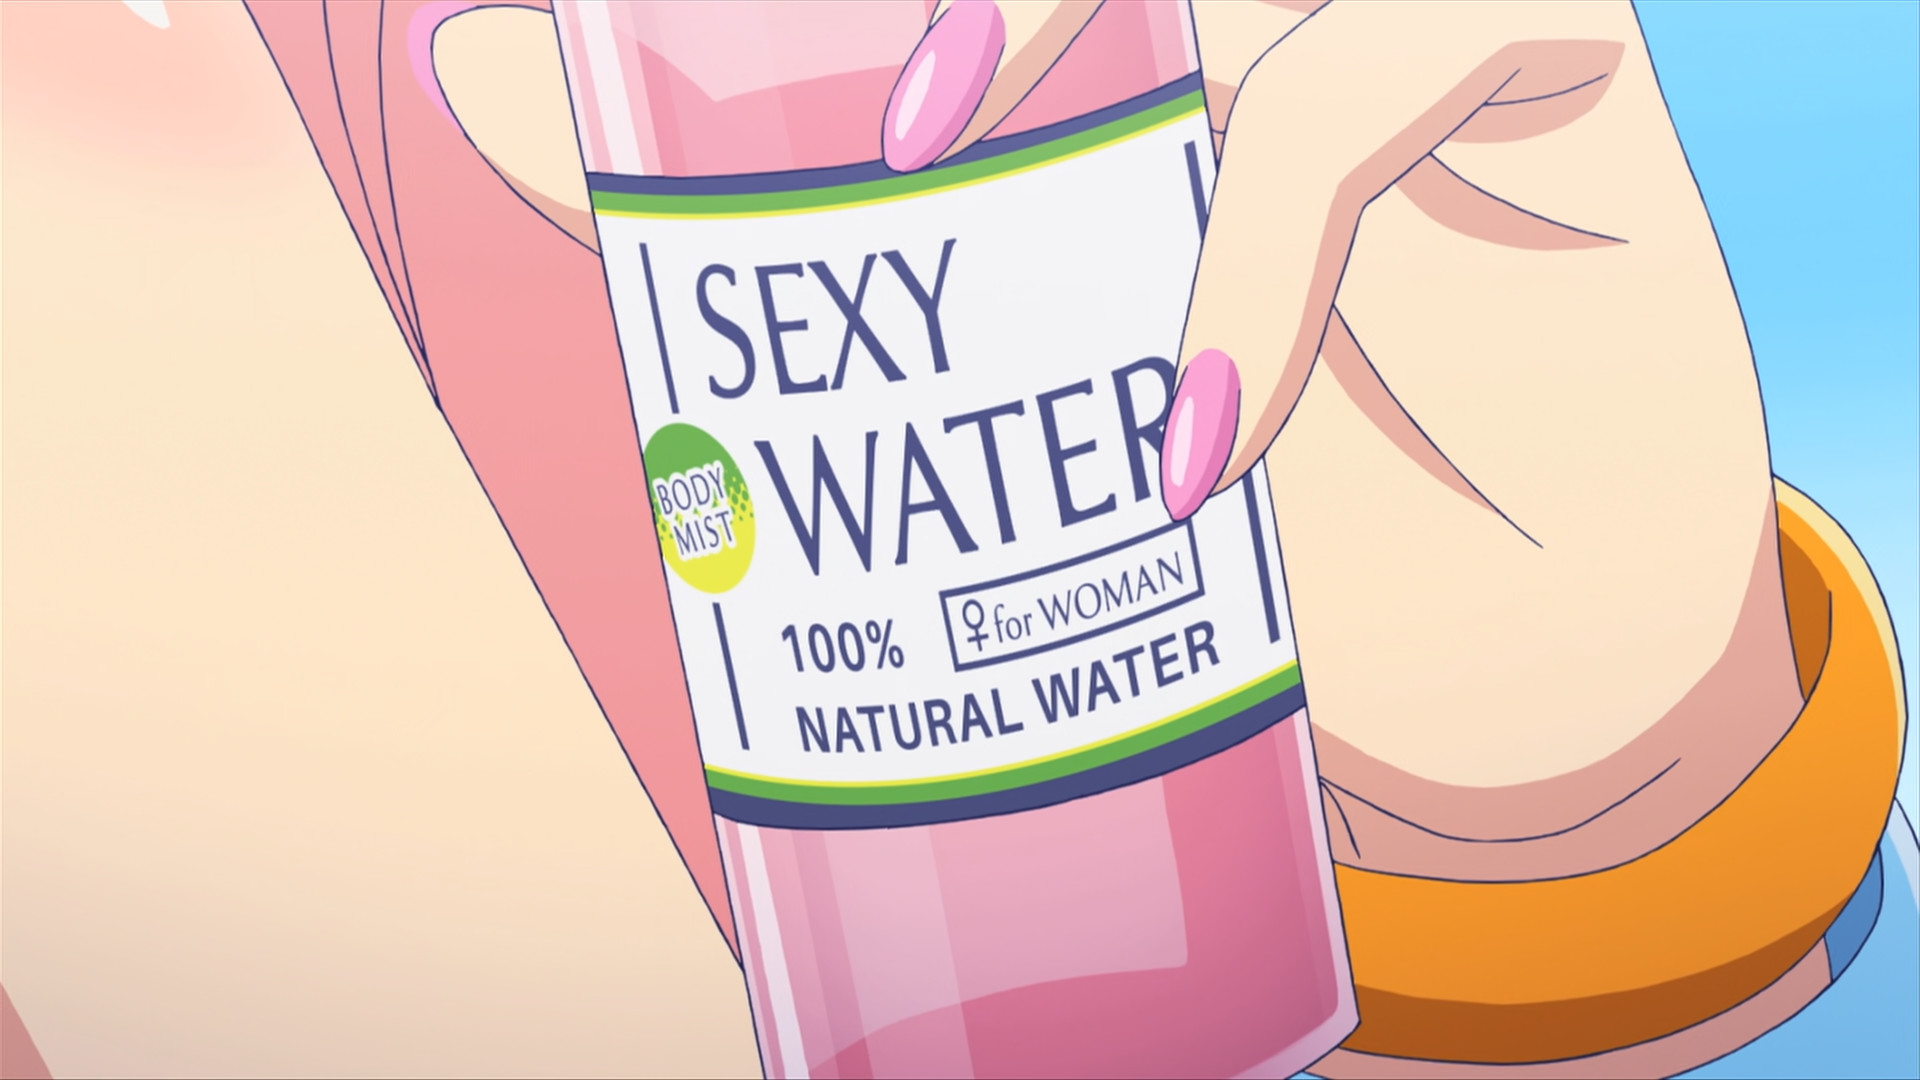 SEXY
WATER
BODY
MIST
100%
♀for WOMAN
NATURAL WATER